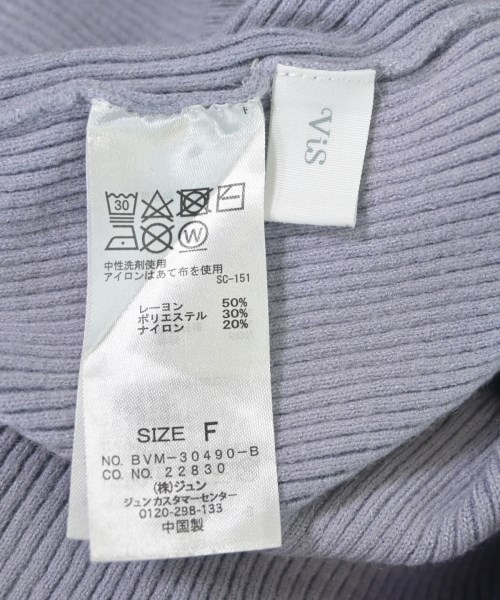 F
ViS
30
W
中性洗剤使用
アイロンはあて布を使用
SC-151
レーヨン 50%
ポリエステル 30%
ナイロン 20%
SIZE F
NO. BVM-30490-B
CO. NO. 22830
(株)ジュン
ジュンカスタマーセンター
0120-298-133
中国製